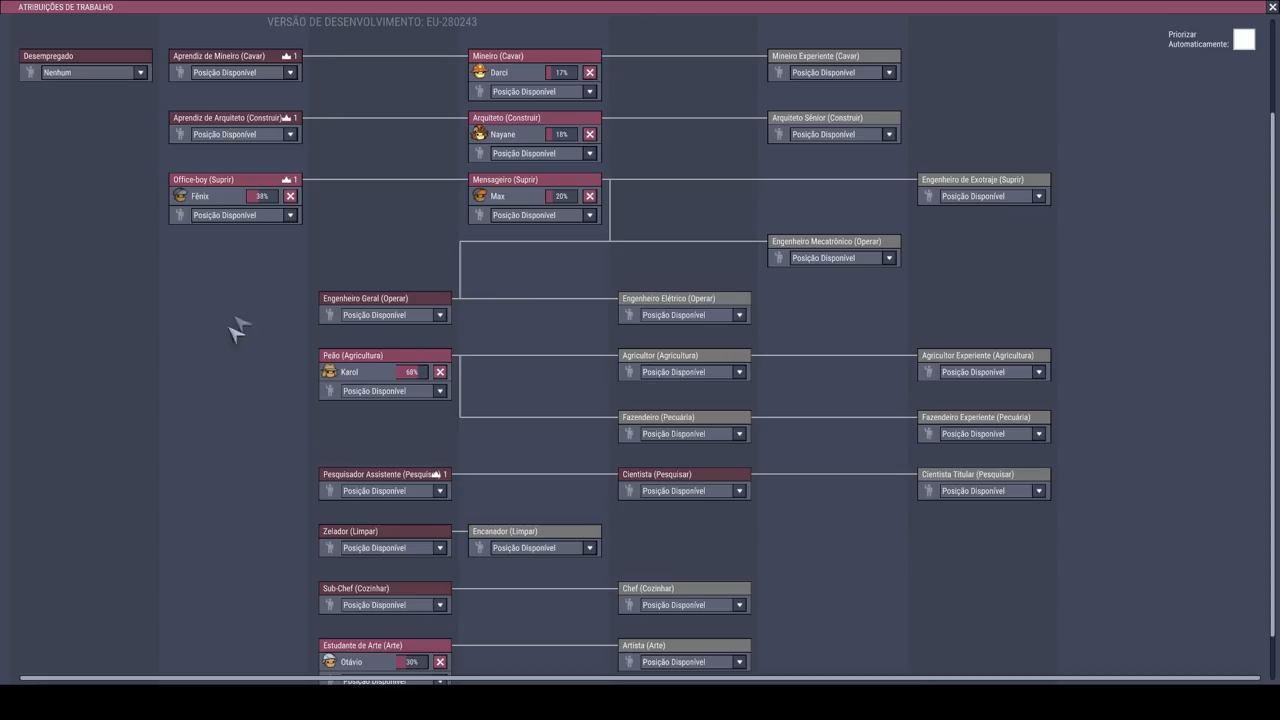 ATRIBUIÇÕES DE TRABALHO
VERSÃO DE DESENVOLVIMENTO: EU-280243
Priorizar
Automaticamente:
Desempregado
Nenhum
Aprendiz de Mineiro (Cavar) 1
Posição Disponível
Mineiro (Cavar)
Darci 17%
Posição Disponível
Mineiro Experiente (Cavar)
Posição Disponível
Aprendiz de Arquiteto (Construir) 1
Posição Disponível
Arquiteto (Construir)
Nayane 18%
Posição Disponível
Arquiteto Sênior (Construir)
Posição Disponível
Office-boy (Suprir) 1
Fênix 38%
Posição Disponível
Mensageiro (Suprir)
Max 20%
Posição Disponível
Engenheiro de Exotraje (Suprir)
Posição Disponível
Engenheiro Mecatrônico (Operar)
Posição Disponível
Engenheiro Geral (Operar)
Posição Disponível
Engenheiro Elétrico (Operar)
Posição Disponível
Peão (Agricultura)
Karol 68%
Posição Disponível
Agricultor (Agricultura)
Posição Disponível
Agricultor Experiente (Agricultura)
Posição Disponível
Fazendeiro (Pecuária)
Posição Disponível
Fazendeiro Experiente (Pecuária)
Posição Disponível
Pesquisador Assistente 1
Posição Disponível
Cientista (Pesquisar)
Posição Disponível
Cientista Titular (Pesquisar)
Posição Disponível
Zelador (Limpar)
Posição Disponível
Encanador (Limpar)
Posição Disponível
Sub-Chef (Cozinhar)
Posição Disponível
Chef (Cozinhar)
Posição Disponível
Estudante de Arte (Arte)
Otávio 30%
Posição Disponível
Artista (Arte)
Posição Disponível